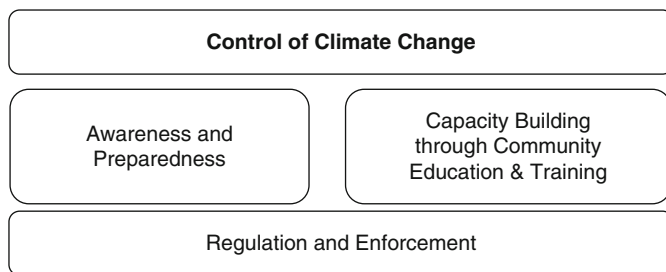 Control of Climate Change
Awareness and
Preparedness
Capacity Building
through Community
Education & Training
Regulation and Enforcement